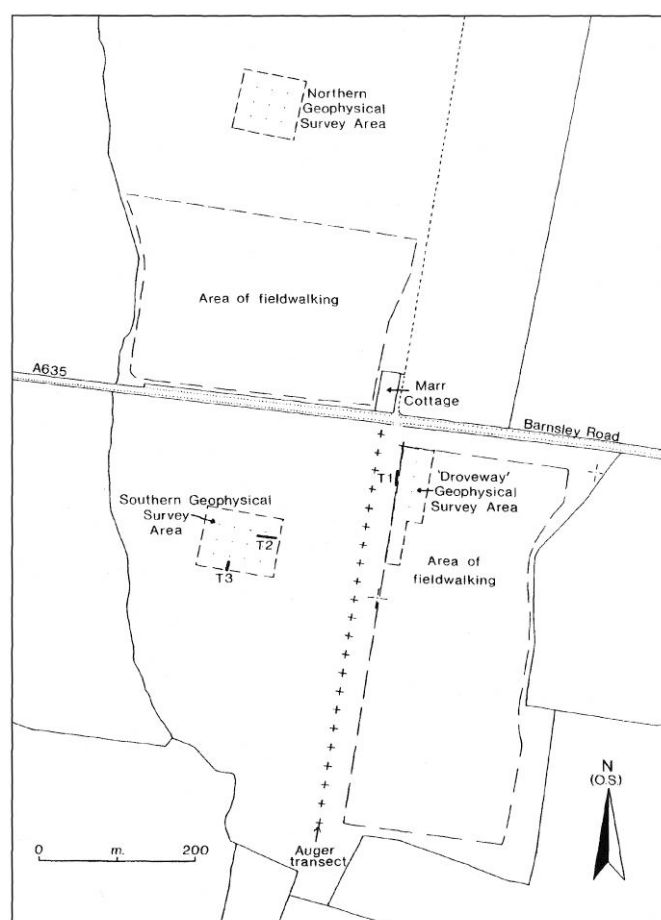 Northern
Geophysical
Survey Area
Area of fieldwalking
A635
Marr
Cottage
Barnsley Road
T1
'Droveway'
Geophysical
Survey Area
Southern Geophysical
Survey
Area
T2
T3
Area of
fieldwalking
N
(O.S.)
0 m. 200
Auger
transect